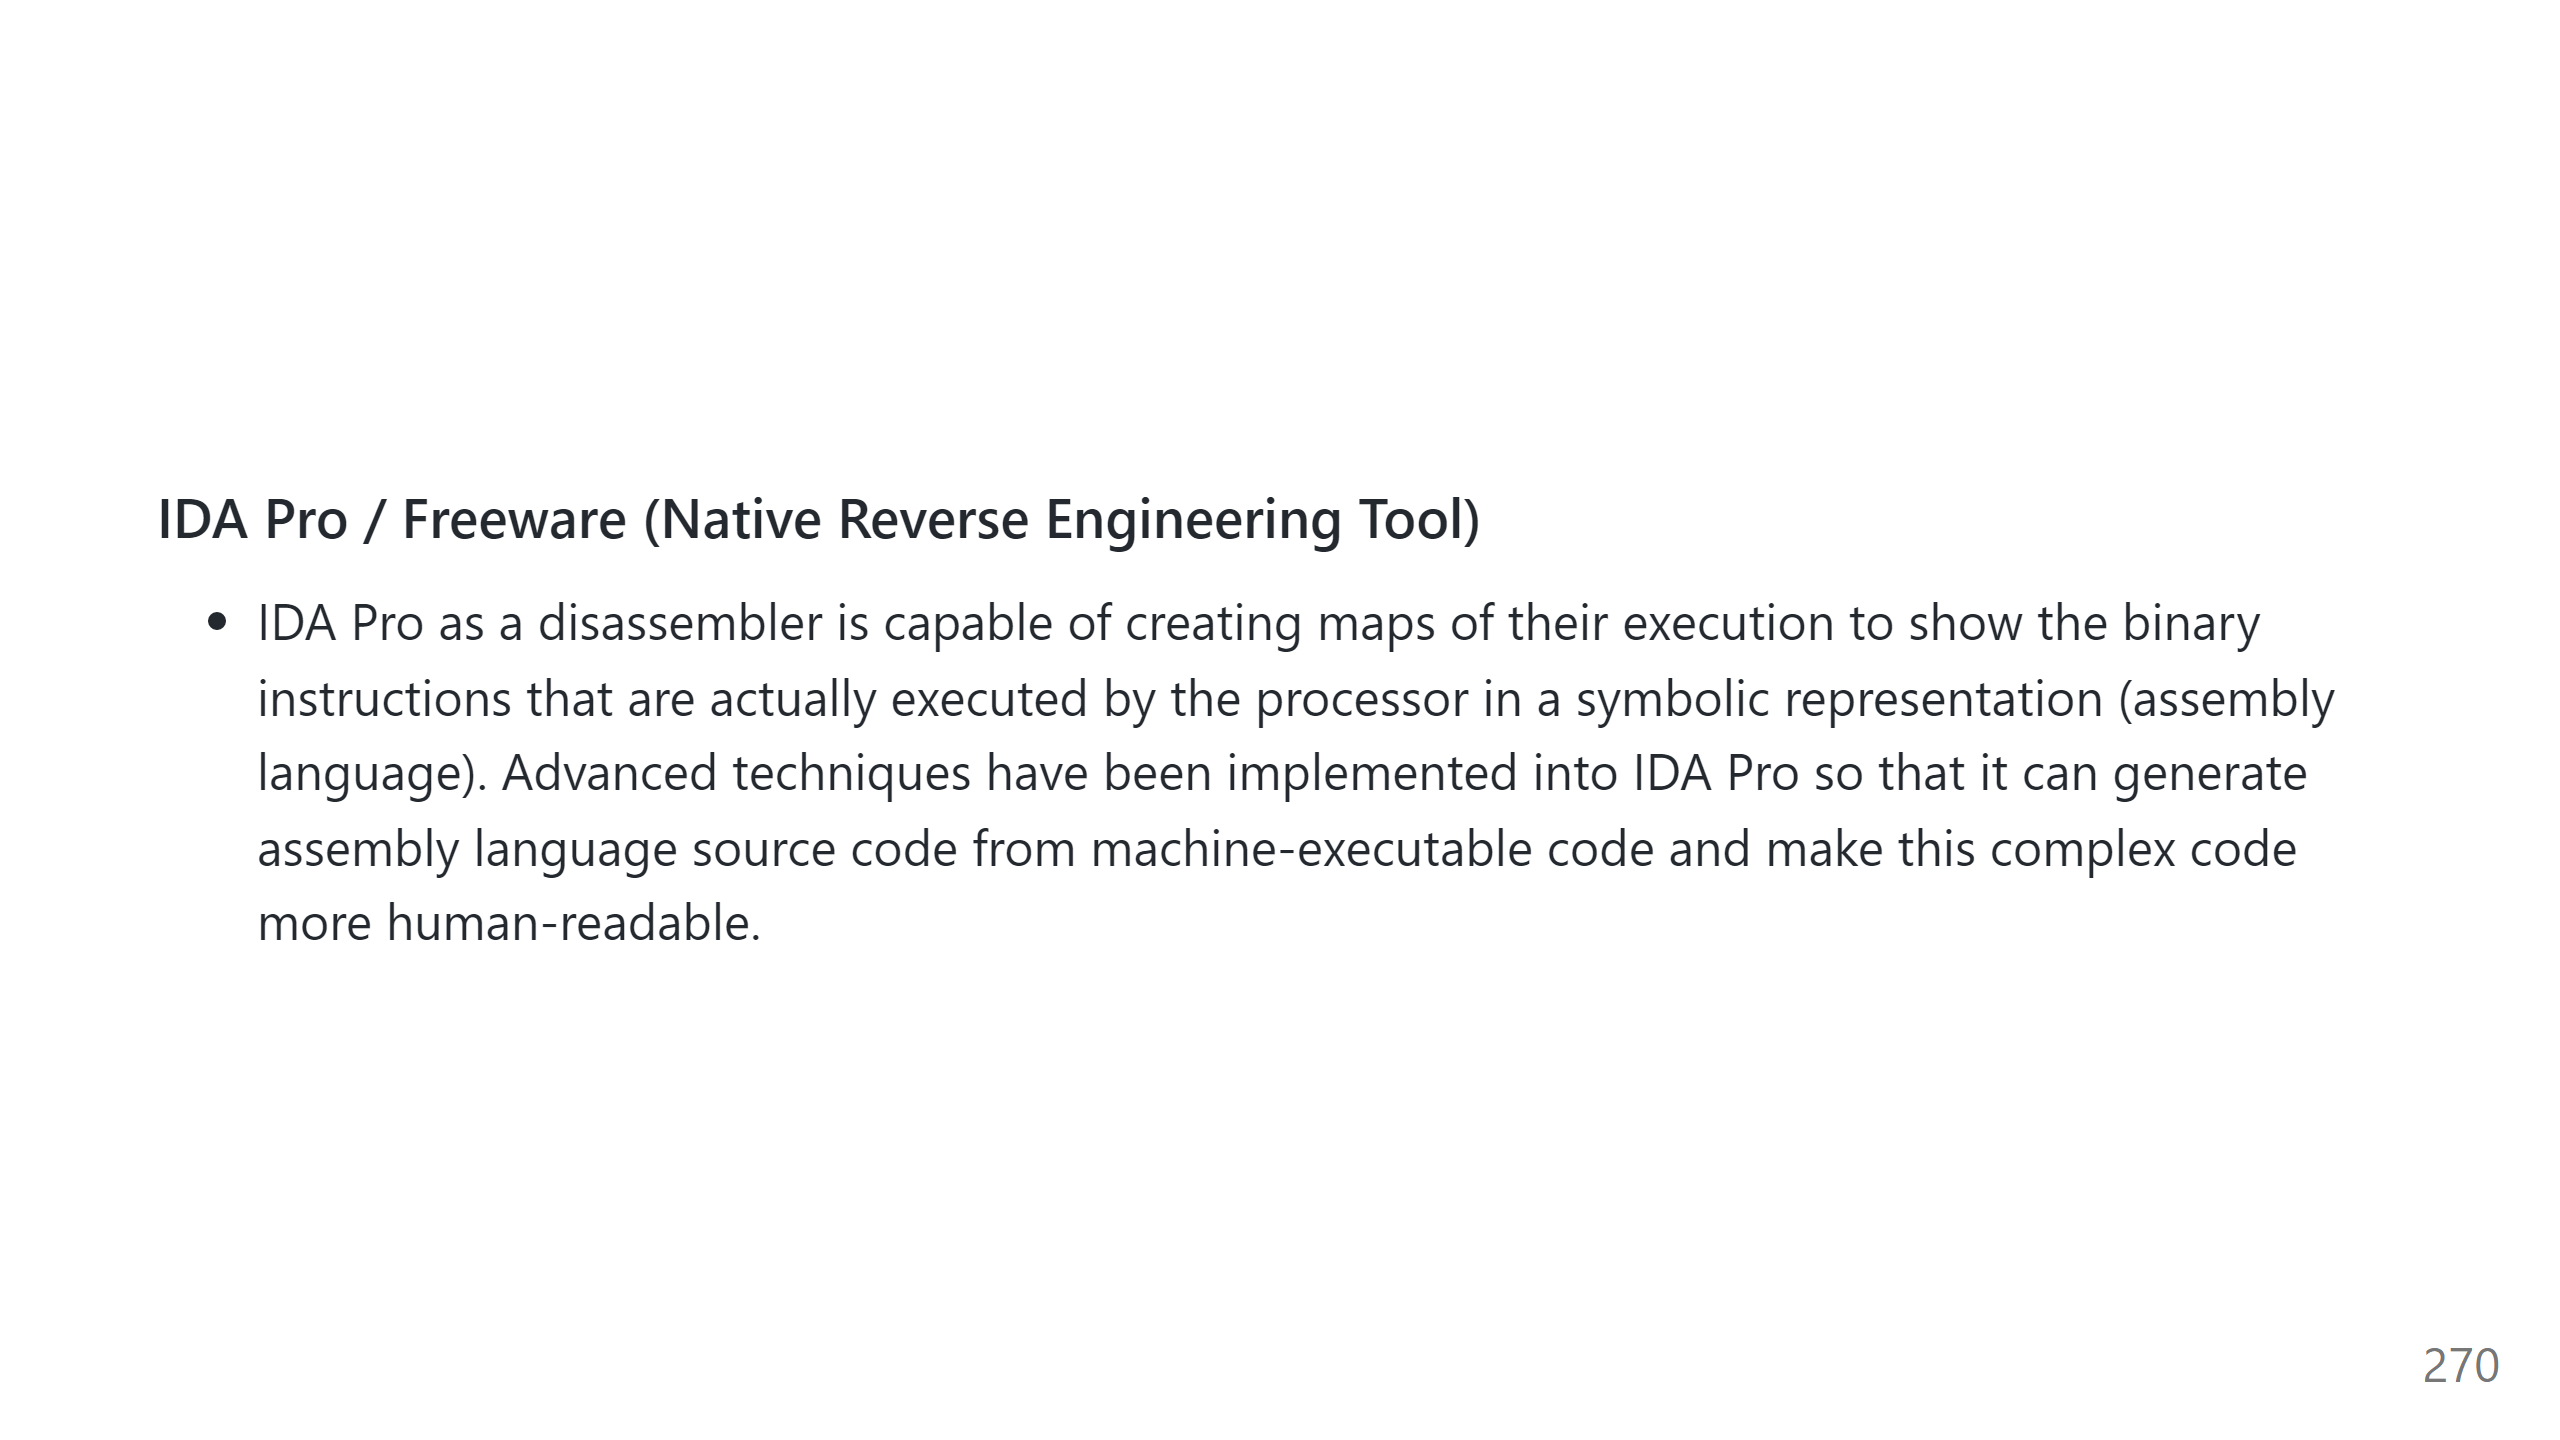 IDA Pro / Freeware (Native Reverse Engineering Tool)
• IDA Pro as a disassembler is capable of creating maps of their execution to show the binary
instructions that are actually executed by the processor in a symbolic representation (assembly
language). Advanced techniques have been implemented into IDA Pro so that it can generate
assembly language source code from machine-executable code and make this complex code
more human-readable.
270